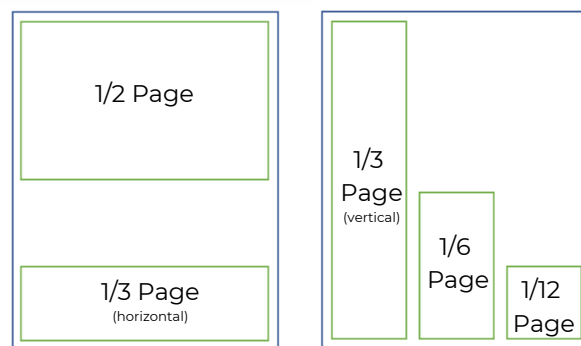 1/2 Page
1/3 Page
(horizontal)
1/3
Page
(vertical)
1/6
Page
1/12
Page